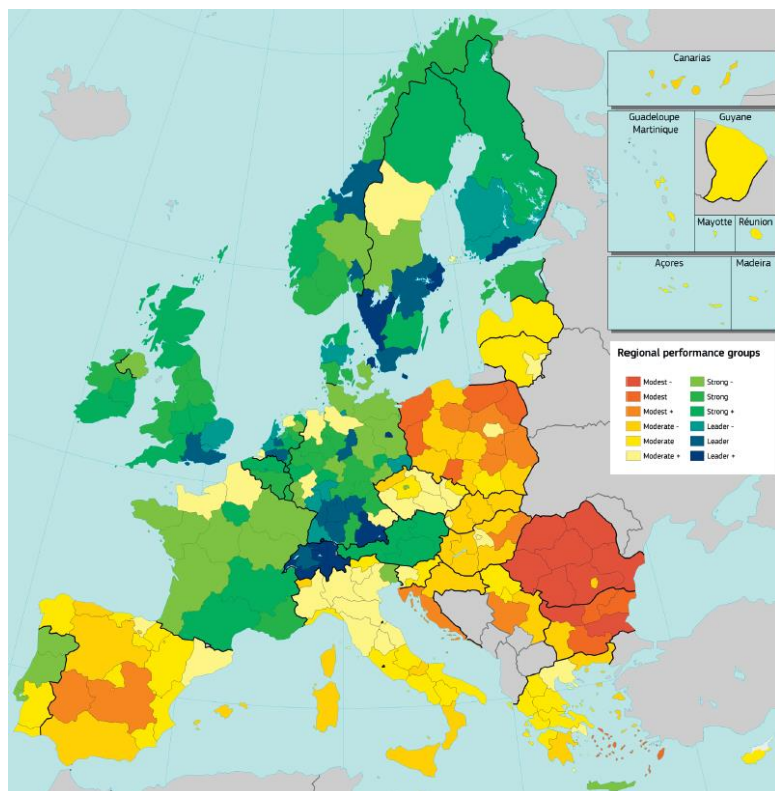 Canarias
Guadeloupe
Martinique
Guyane
Mayotte
Réunion
Açores
Madeira
Regional performance groups
Modest -
Strong -
Modest
Strong
Modest +
Strong +
Moderate -
Leader -
Moderate
Leader
Moderate +
Leader +